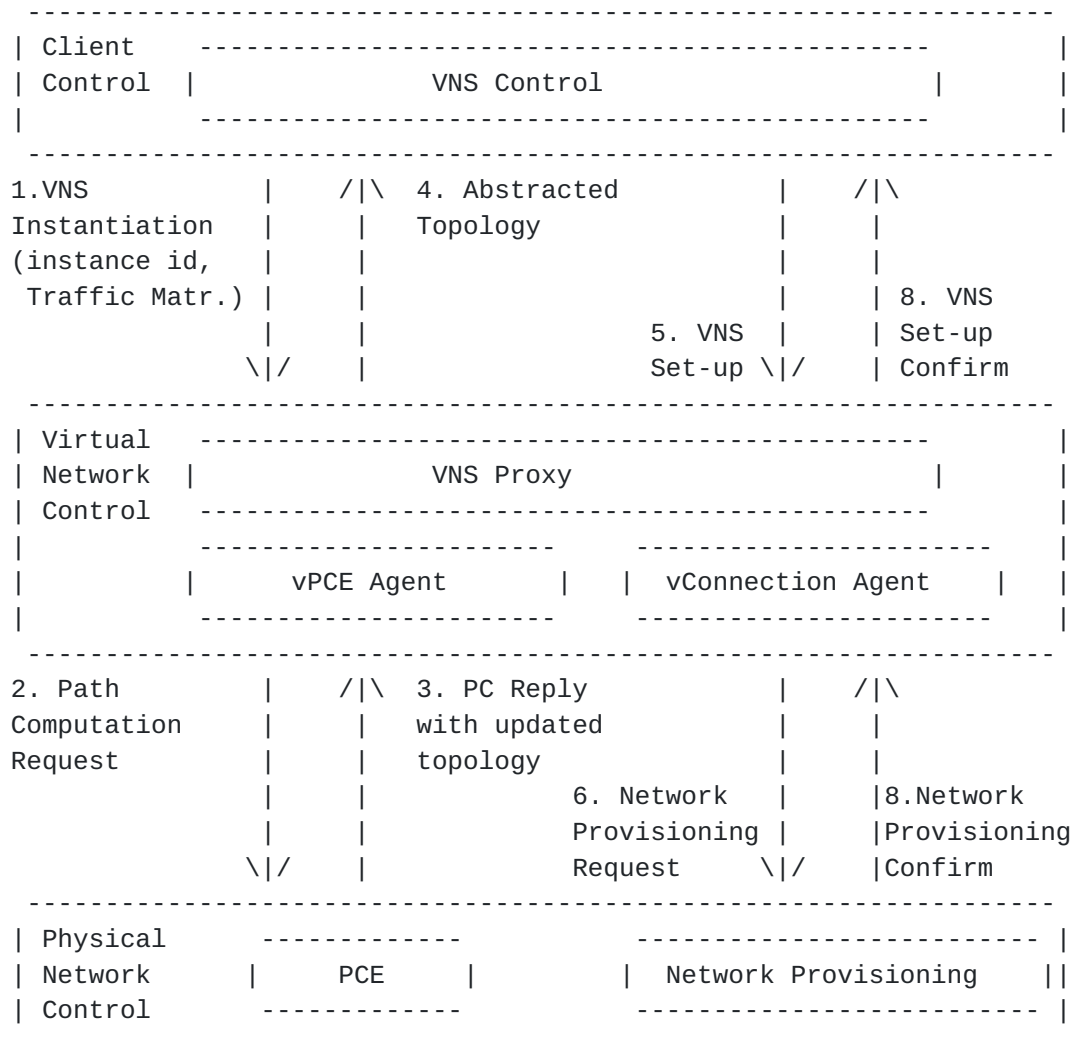 Client
Control | VNS Control |
1.VNS | /|\ 4. Abstracted | /|\
Instantiation | | Topology | |
(instance id, | | | |
Traffic Matr.) | | | | 8. VNS
| | 5. VNS | | Set-up
\|/ | Set-up \|/ | Confirm
Virtual
Network | VNS Proxy |
Control
| vPCE Agent | | vConnection Agent |
2. Path | /|\ 3. PC Reply | /|\
Computation | | with updated | |
Request | | topology | |
| | 6. Network | |8.Network
| | Provisioning | |Provisioning
\|/ | Request \|/ |Confirm
Physical
Network | PCE | | Network Provisioning ||
Control